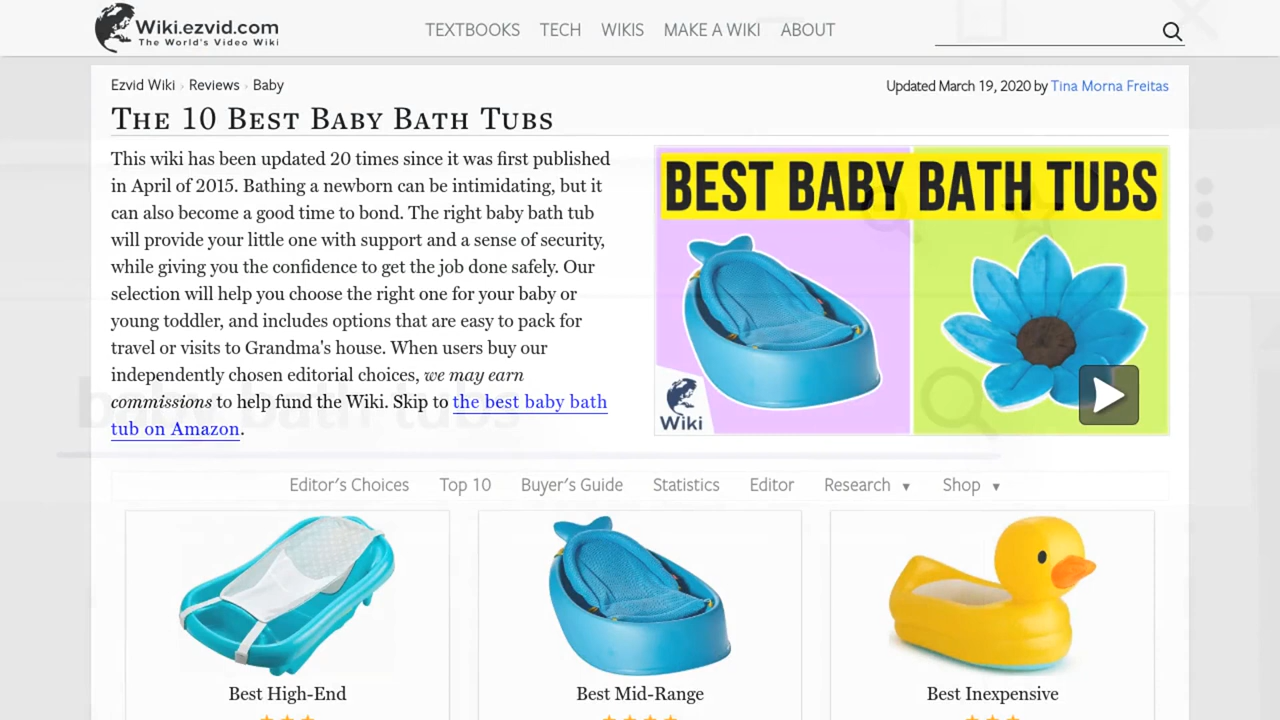 Wiki.ezvid.com
The World's Video Wiki
TEXTBOOKS TECH WIKIS MAKE A WIKI ABOUT
Ezvid Wiki › Reviews › Baby
Updated March 19, 2020 by Tina Morna Freitas
The 10 Best Baby Bath Tubs
This wiki has been updated 20 times since it was first published
in April of 2015. Bathing a newborn can be intimidating, but it
can also become a good time to bond. The right baby bath tub
will provide your little one with support and a sense of security,
while giving you the confidence to get the job done safely. Our
selection will help you choose the right one for your baby or
young toddler, and includes options that are easy to pack for
travel or visits to Grandma's house. When users buy our
independently chosen editorial choices, we may earn
commissions to help fund the Wiki. Skip to the best baby bath
tub on Amazon.
BEST BABY BATH TUBS
Wiki
baby bath tubs
Editor's Choices Top 10 Buyer's Guide Statistics Editor Research ▼ Shop ▼
Best High-End Best Mid-Range Best Inexpensive